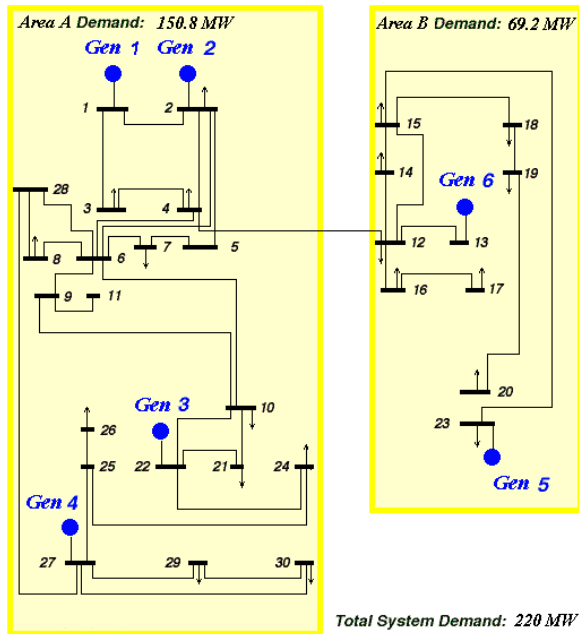 Area A Demand: 150.8 MW
Area B Demand: 69.2 MW
Gen 1 Gen 2
1 2
15 18
14 19
Gen 6
28
3 4
12 13
8 6 7 5
9 11
16 17
Gen 3
10
20
26
23
25 22 21 24
Gen 4
Gen 5
27 29 30
Total System Demand: 220 MW